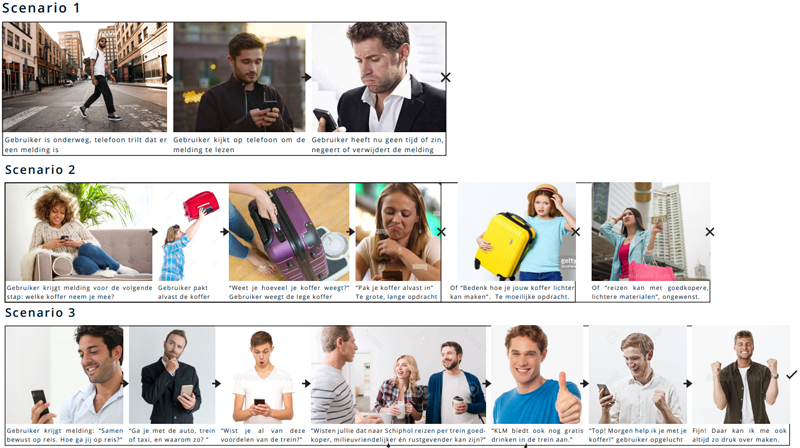 Scenario 1
Gebruiker is onderweg, telefoon trilt dat er
een melding is
Gebruiker kijkt op telefoon om de
melding te lezen
Gebruiker heeft nu geen tijd of zin,
negeert of verwijdert de melding
Scenario 2
Gebruiker krijgt melding voor de volgende
stap: welke koffer neem je mee?
Gebruiker pakt
alvast de koffer
“Weet je hoeveel je koffer weegt?”
Gebruiker weegt de lege koffer
“Pak je koffer alvast in”
Te grote, lange opdracht
Of “Bedenk hoe je jouw koffer lichter
kan maken”. Te moeilijke opdracht.
Of “reizen kan met goedkopere,
lichtere materialen”, ongewenst.
getty
Scenario 3
Gebruiker krijgt melding: “Samen
bewust op reis. Hoe ga jij op reis?”
“Ga je met de auto, trein
of taxi, en waarom zo? ”
“Wist je al van deze
voordelen van de trein?”
“Wisten jullie dat naar Schiphol reizen per trein goed-
koper, milieuvriendelijker én rustgevender kan zijn?”
“KLM biedt ook nog gratis
drinken in de trein aan.”
“Top! Morgen help ik met je
koffer!” gebruiker opgelucht
Fijn! Daar kan ik me ook
altijd zo druk over maken.